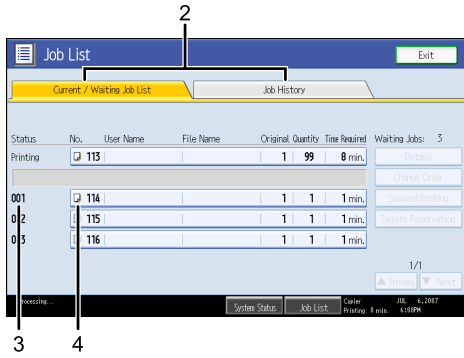 2
Job List
Exit
Current / Waiting Job List
Job History
Status No. User Name File Name Original Quantity Time Required Waiting Jobs: 3
Printing 113 1 99 8 min. Details
Change Order
001 114 1 1 1 min. Suspend Printing
002 115 1 1 1 min. Delete Reservation
003 116 1 1 1 min.
1/1
▲ Previous ▼ Next
Processing... System Status Job List Copier JUL 6,2007
Printing: 8 min. 6:08PM
3 4